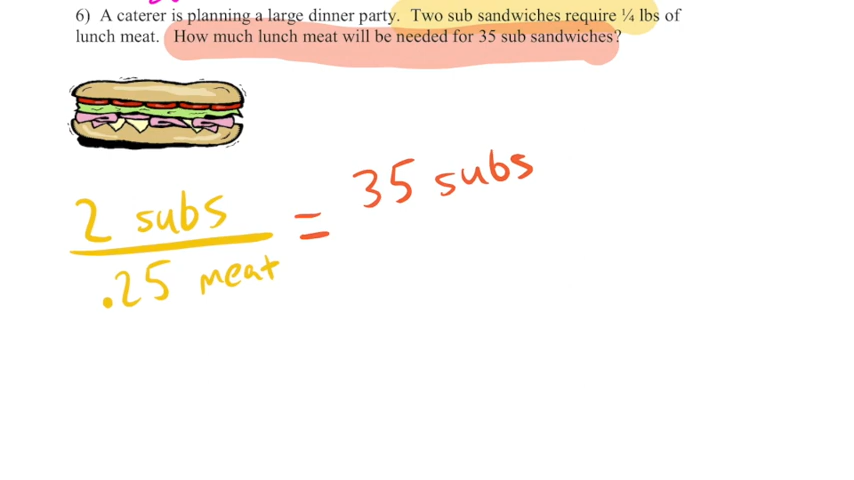 6) A caterer is planning a large dinner party. Two sub sandwiches require ¼ lbs of
lunch meat. How much lunch meat will be needed for 35 sub sandwiches?
2 subs
.25 meat
=
35 subs